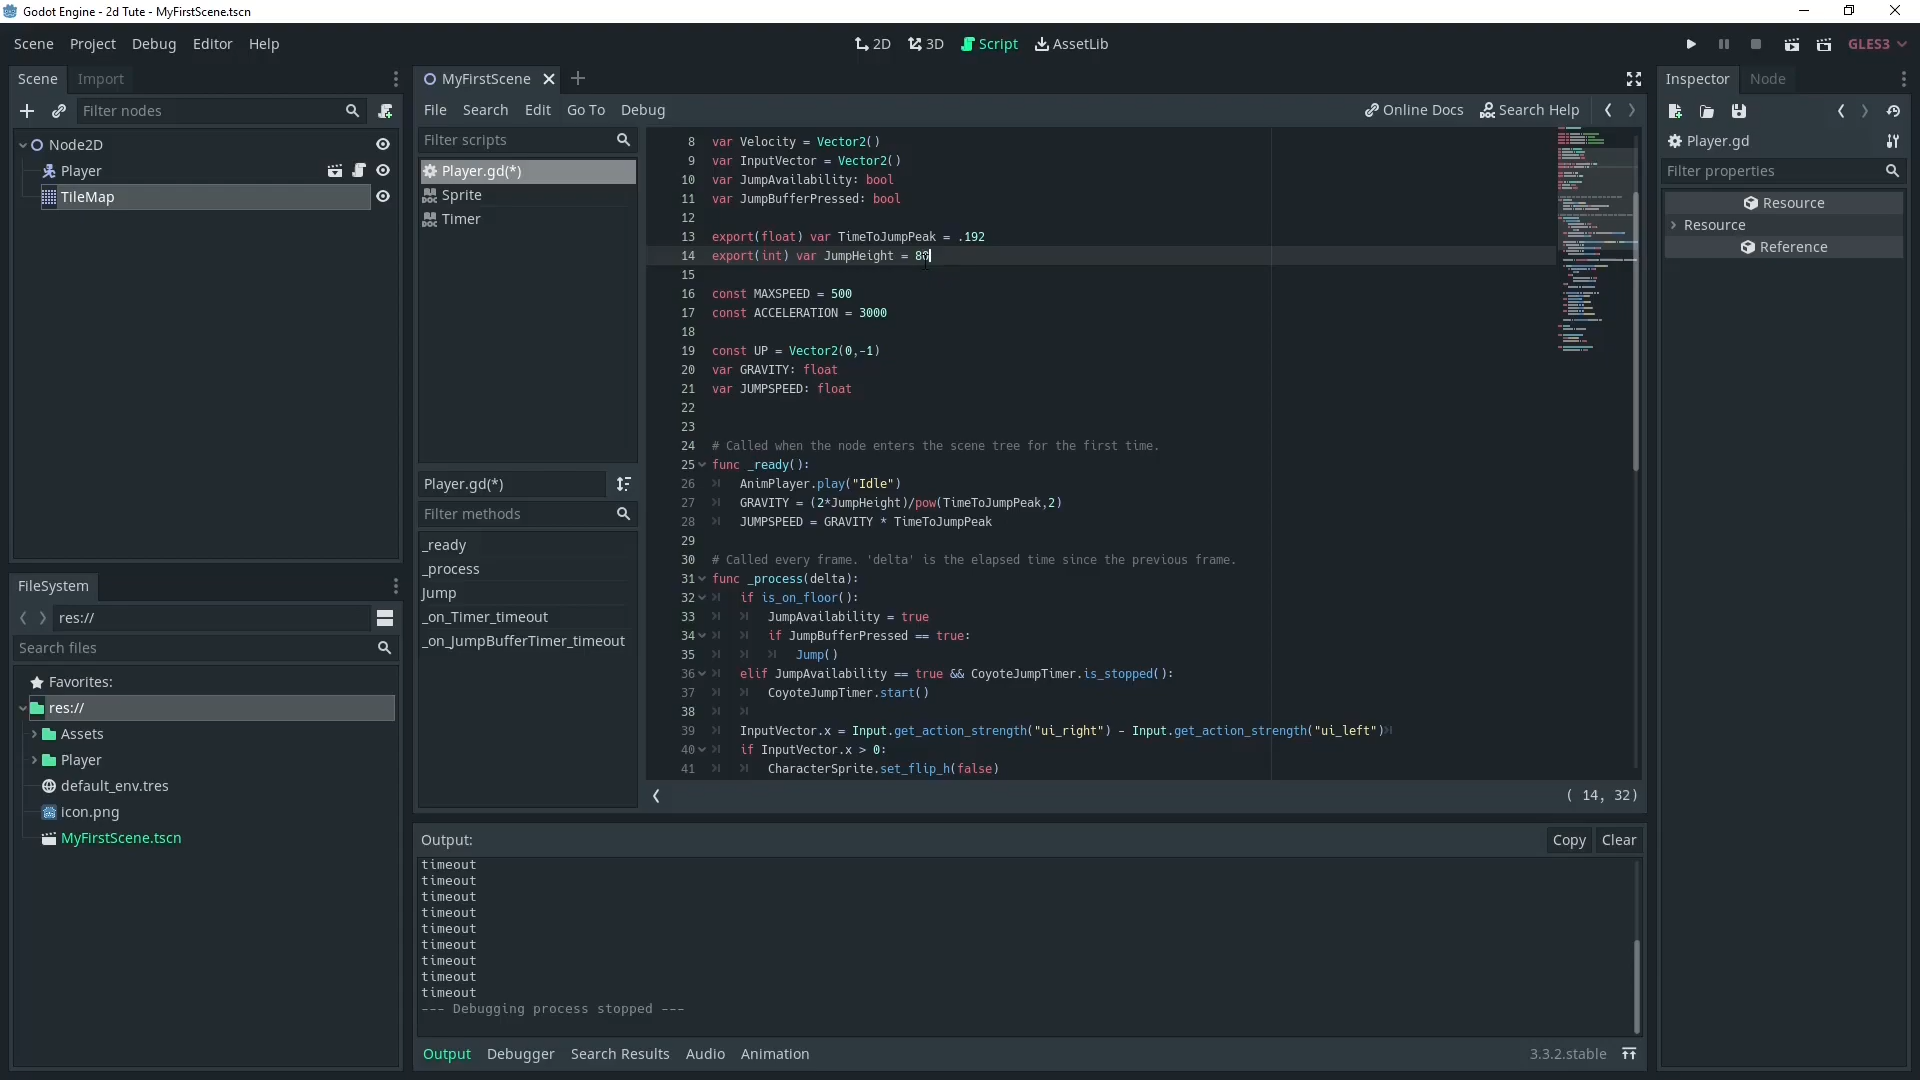 Godot Engine - 2d Tute - MyFirstScene.tscn
Scene Project Debug Editor Help
2D 3D Script AssetLib
GLES3
Scene Import
Filter nodes
Node2D
Player
TileMap
FileSystem
res://
Search files
Favorites:
res://
Assets
Player
default_env.tres
icon.png
MyFirstScene.tscn
MyFirstScene
File Search Edit Go To Debug
Online Docs Search Help
Filter scripts
Player.gd(*)
DOC Sprite
DOC Timer
Player.gd(*)
Filter methods
_ready
_process
Jump
_on_Timer_timeout
_on_JumpBufferTimer_timeout
8 var Velocity = Vector2()
9 var InputVector = Vector2()
10 var JumpAvailability: bool
11 var JumpBufferPressed: bool
12
13 export(float) var TimeToJumpPeak = .192
14 export(int) var JumpHeight =
15
16 const MAXSPEED = 500
17 const ACCELERATION = 3000
18
19 const UP = Vector2(0,-1)
20 var GRAVITY: float
21 var JUMPSPEED: float
22
23
24 # Called when the node enters the scene tree for the first time.
25 func _ready():
26 AnimPlayer.play("Idle")
27 GRAVITY = (2*JumpHeight)/pow(TimeToJumpPeak,2)
28 JUMPSPEED = GRAVITY * TimeToJumpPeak
29
30 # Called every frame. 'delta' is the elapsed time since the previous frame.
31 func _process(delta):
32 if is_on_floor():
33 JumpAvailability = true
34 if JumpBufferPressed == true:
35 Jump()
36 elif JumpAvailability == true && CoyoteJumpTimer.is_stopped():
37 CoyoteJumpTimer.start()
38
39 InputVector.x = Input.get_action_strength("ui_right") - Input.get_action_strength("ui_left")
40 if InputVector.x > 0:
41 CharacterSprite.set_flip_h(false)
( 14, 32)
Output:
Copy Clear
timeout
timeout
timeout
timeout
timeout
timeout
timeout
timeout
timeout
--- Debugging process stopped ---
Output Debugger Search Results Audio Animation
3.3.2.stable
Inspector Node
Player.gd
Filter properties
Resource
Resource
Reference